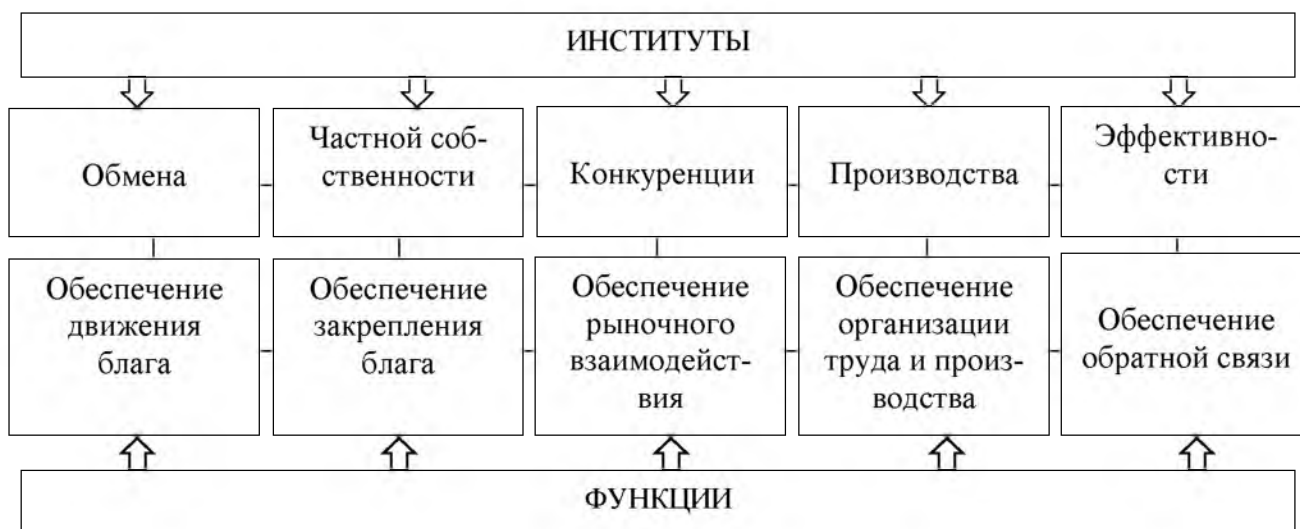 ИНСТИТУТЫ
Обмена
Частной соб-
ственности
Конкуренции
Производства
Эффективно-
сти
Обеспечение
движения
блага
Обеспечение
закрепления
блага
Обеспечение
рыночного
взаимодейст-
вия
Обеспечение
организации
труда и произ-
водства
Обеспечение
обратной связи
ФУНКЦИИ